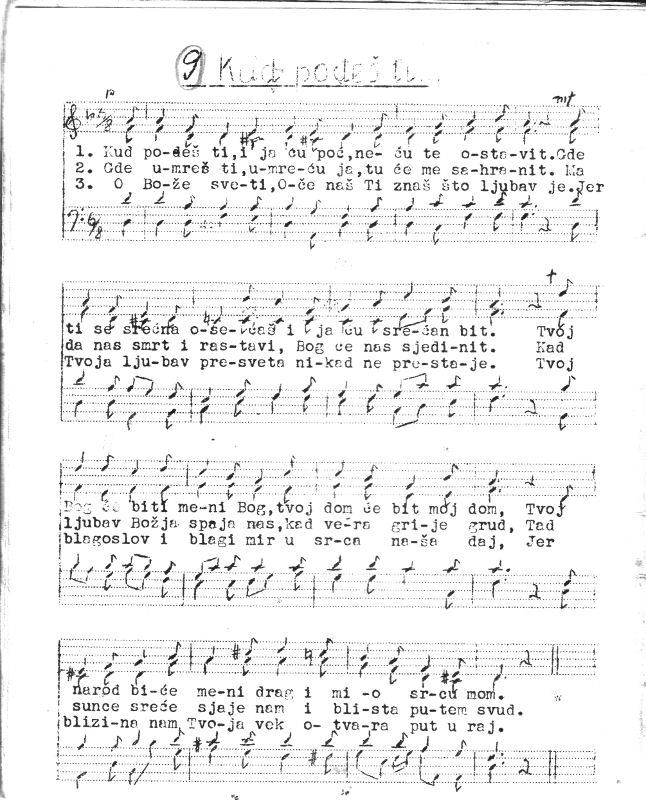 9 Kud pođeš ti...
p
mf
1. Kud po-đeš ti,i ja ću poć,ne- ću te o-sta-vit.Gde
2. Gde u-mreš ti,u-mre-ću ja,tu će me sa-hra-nit. Ma
3. O Bo-že sve-ti,O-če naš Ti znaš što ljubav je.Jer
6/8
ti se srećna o-se-ćaš i ja ću sre-ćan bit. Tvoj
da nas smrt i ras-tavi, Bog će nas sjedi-nit. Kad
Tvoja lju-bav pre-sveta ni-kad ne pre-sta-je. Tvoj
Bog će biti me-ni Bog,tvoj dom će bit moj dom, Tvoj
ljubav Božja spaja nas,kad ve-ra gri-je grud, Tad
blagoslov i blagi mir u sr-ca na-ša daj, Jer
narod bi-će me-ni drag i mi -o sr-cu mom.
sunce sreće sjaje nam i bli-sta pu-tem svud.
blizi-na nam Tvo-ja vek o- tva-ra put u raj.